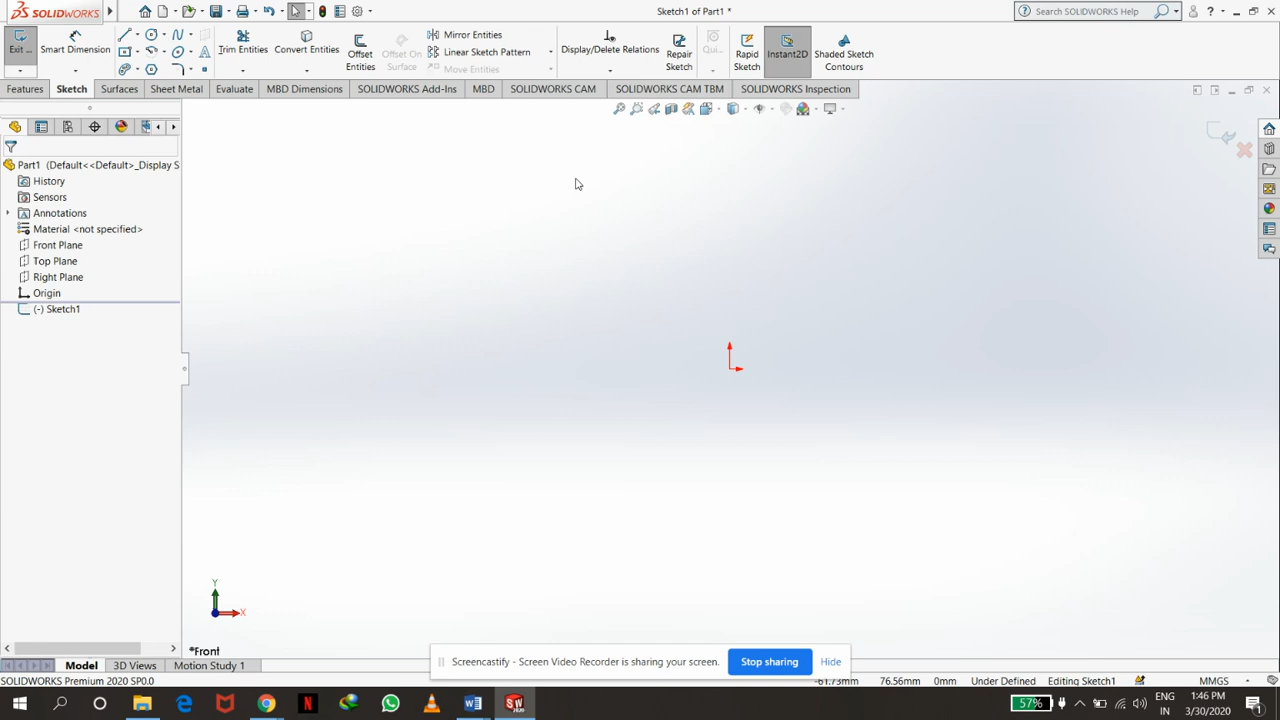 SOLIDWORKS
Sketch1 of Part1 *
Search SOLIDWORKS Help
Exit ...
Smart Dimension
Trim Entities
Convert Entities
Offset Entities
Offset On Surface
Mirror Entities
Linear Sketch Pattern
Move Entities
Display/Delete Relations
Repair Sketch
Qui...
Rapid Sketch
Instant2D
Shaded Sketch Contours
Features
Sketch
Surfaces
Sheet Metal
Evaluate
MBD Dimensions
SOLIDWORKS Add-Ins
MBD
SOLIDWORKS CAM
SOLIDWORKS CAM TBM
SOLIDWORKS Inspection
Part1 (Default<<Default>_Display S
History
Sensors
Annotations
Material <not specified>
Front Plane
Top Plane
Right Plane
Origin
(-) Sketch1
Y
X
*Front
Screencastify - Screen Video Recorder is sharing your screen.
Stop sharing
Hide
Model
3D Views
Motion Study 1
SOLIDWORKS Premium 2020 SP0.0
-61.73mm
76.56mm
0mm
Under Defined
Editing Sketch1
MMGS
57%
ENG
IN
1:46 PM
3/30/2020